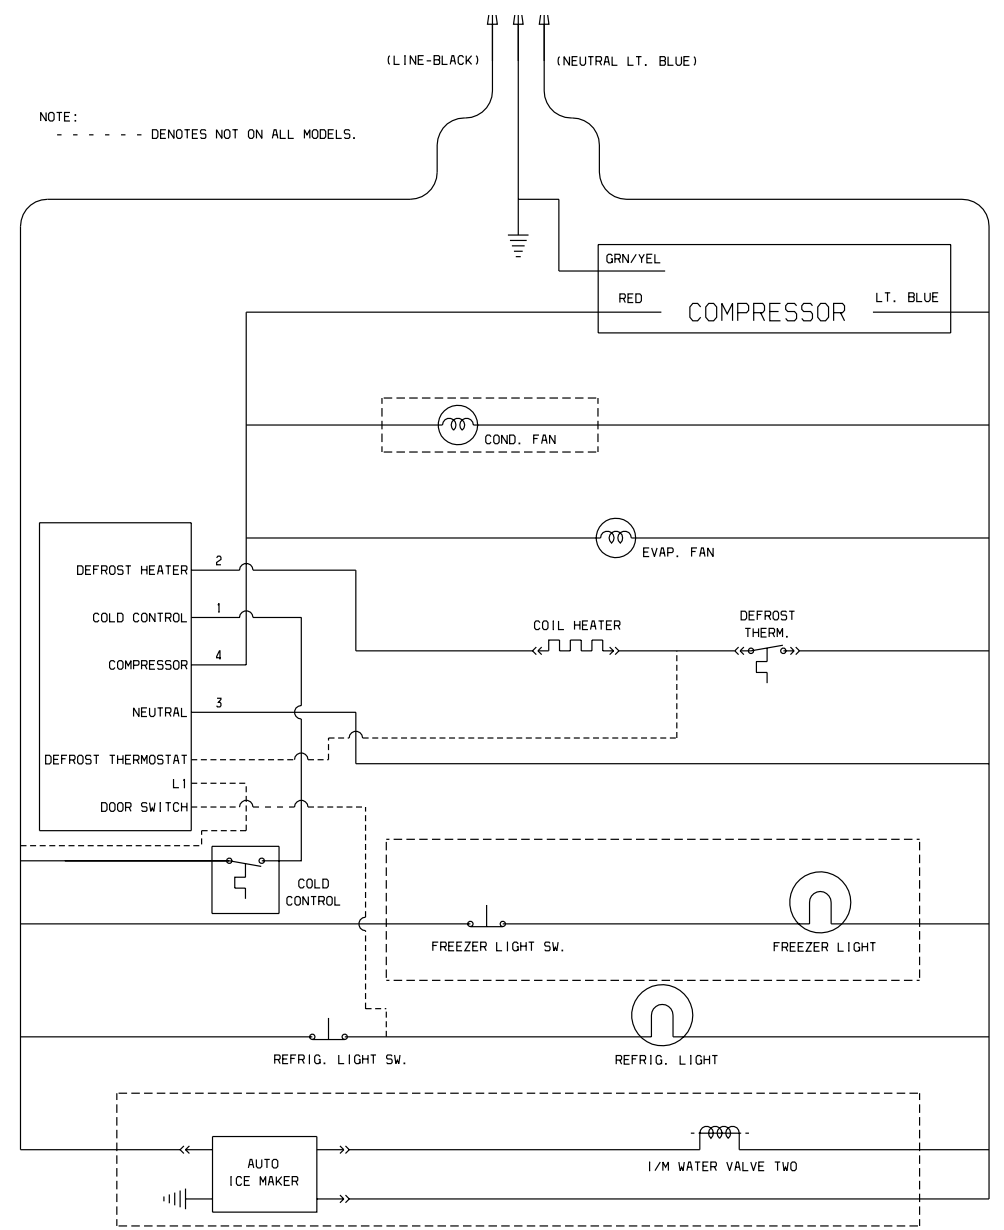 (LINE-BLACK)
(NEUTRAL LT. BLUE)
NOTE:
- - - - - - DENOTES NOT ON ALL MODELS.
GRN/YEL
RED
COMPRESSOR
LT. BLUE
COND. FAN
EVAP. FAN
DEFROST HEATER
2
COLD CONTROL
1
COMPRESSOR
4
NEUTRAL
3
DEFROST THERMOSTAT
L1
DOOR SWITCH
COIL HEATER
DEFROST
THERM.
COLD
CONTROL
FREEZER LIGHT SW.
FREEZER LIGHT
REFRIG. LIGHT SW.
REFRIG. LIGHT
AUTO
ICE MAKER
I/M WATER VALVE TWO